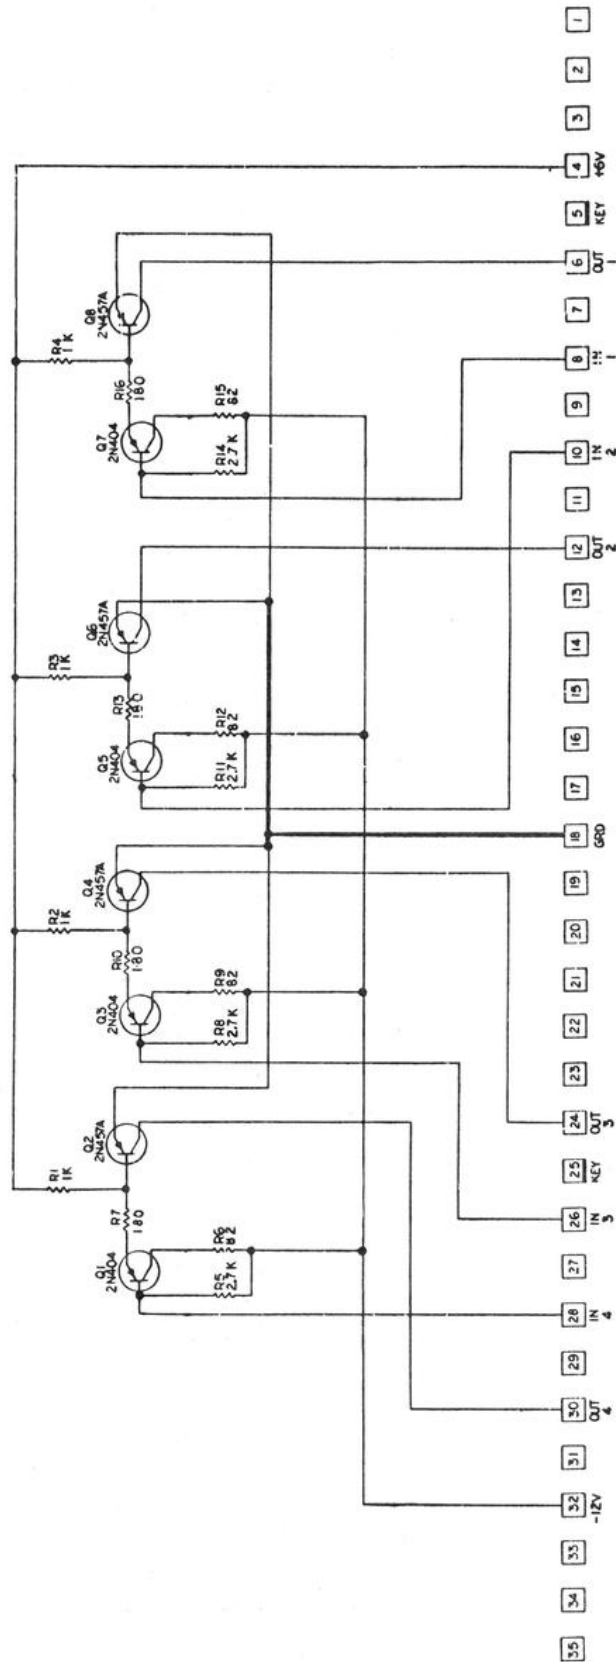 R1
1K
R2
1K
R3
1K
R4
1K
Q1
2N404
R7
180
Q2
2N457A
Q3
2N404
R10
180
Q4
2N457A
Q5
2N404
R13
180
Q6
2N457A
Q7
2N404
R16
180
Q8
2N457A
R5
2.7K
R6
82
R8
2.7K
R9
82
R11
2.7K
R12
82
R14
2.7K
R15
82
35
34
33
32
-12V
31
30
OUT
4
29
28
IN
4
27
26
IN
3
25
KEY
24
OUT
3
23
22
21
20
19
18
GRD
17
16
15
14
13
12
OUT
2
11
10
IN
2
9
8
IN
1
7
6
OUT
1
5
KEY
4
+6V
3
2
1